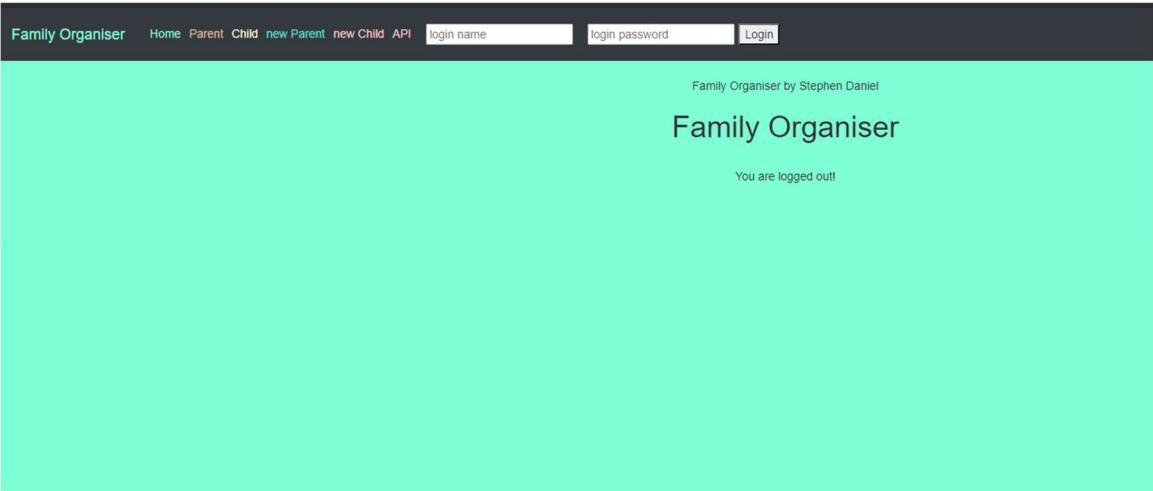 Family Organiser Home Parent Child new Parent new Child API login name login password Login
Family Organiser by Stephen Daniel
Family Organiser
You are logged out!